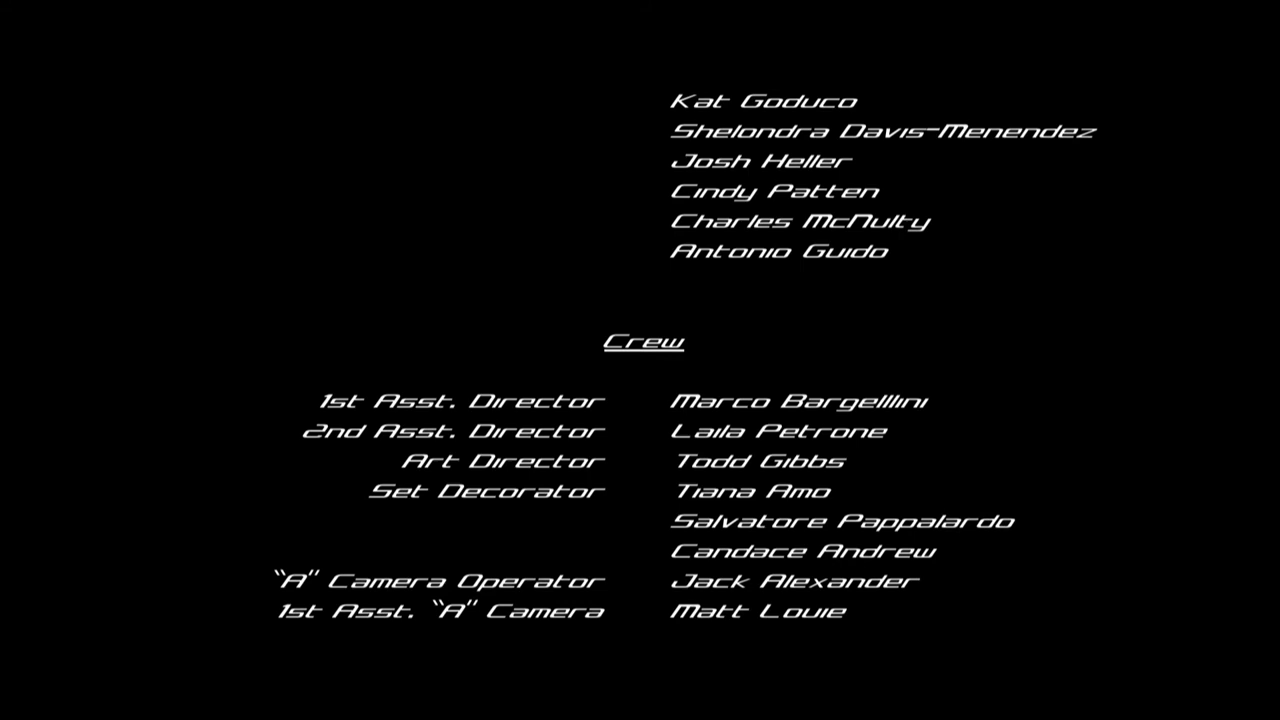 Kat Goduco
Shelondra Davis-Menendez
Josh Heller
Cindy Patten
Charles McNulty
Antonio Guido
Crew
1st Asst. Director Marco Bargelllini
2nd Asst. Director Laila Petrone
Art Director Todd Gibbs
Set Decorator Tiana Amo
Salvatore Pappalardo
Candace Andrew
“A” Camera Operator Jack Alexander
1st Asst. “A” Camera Matt Louie